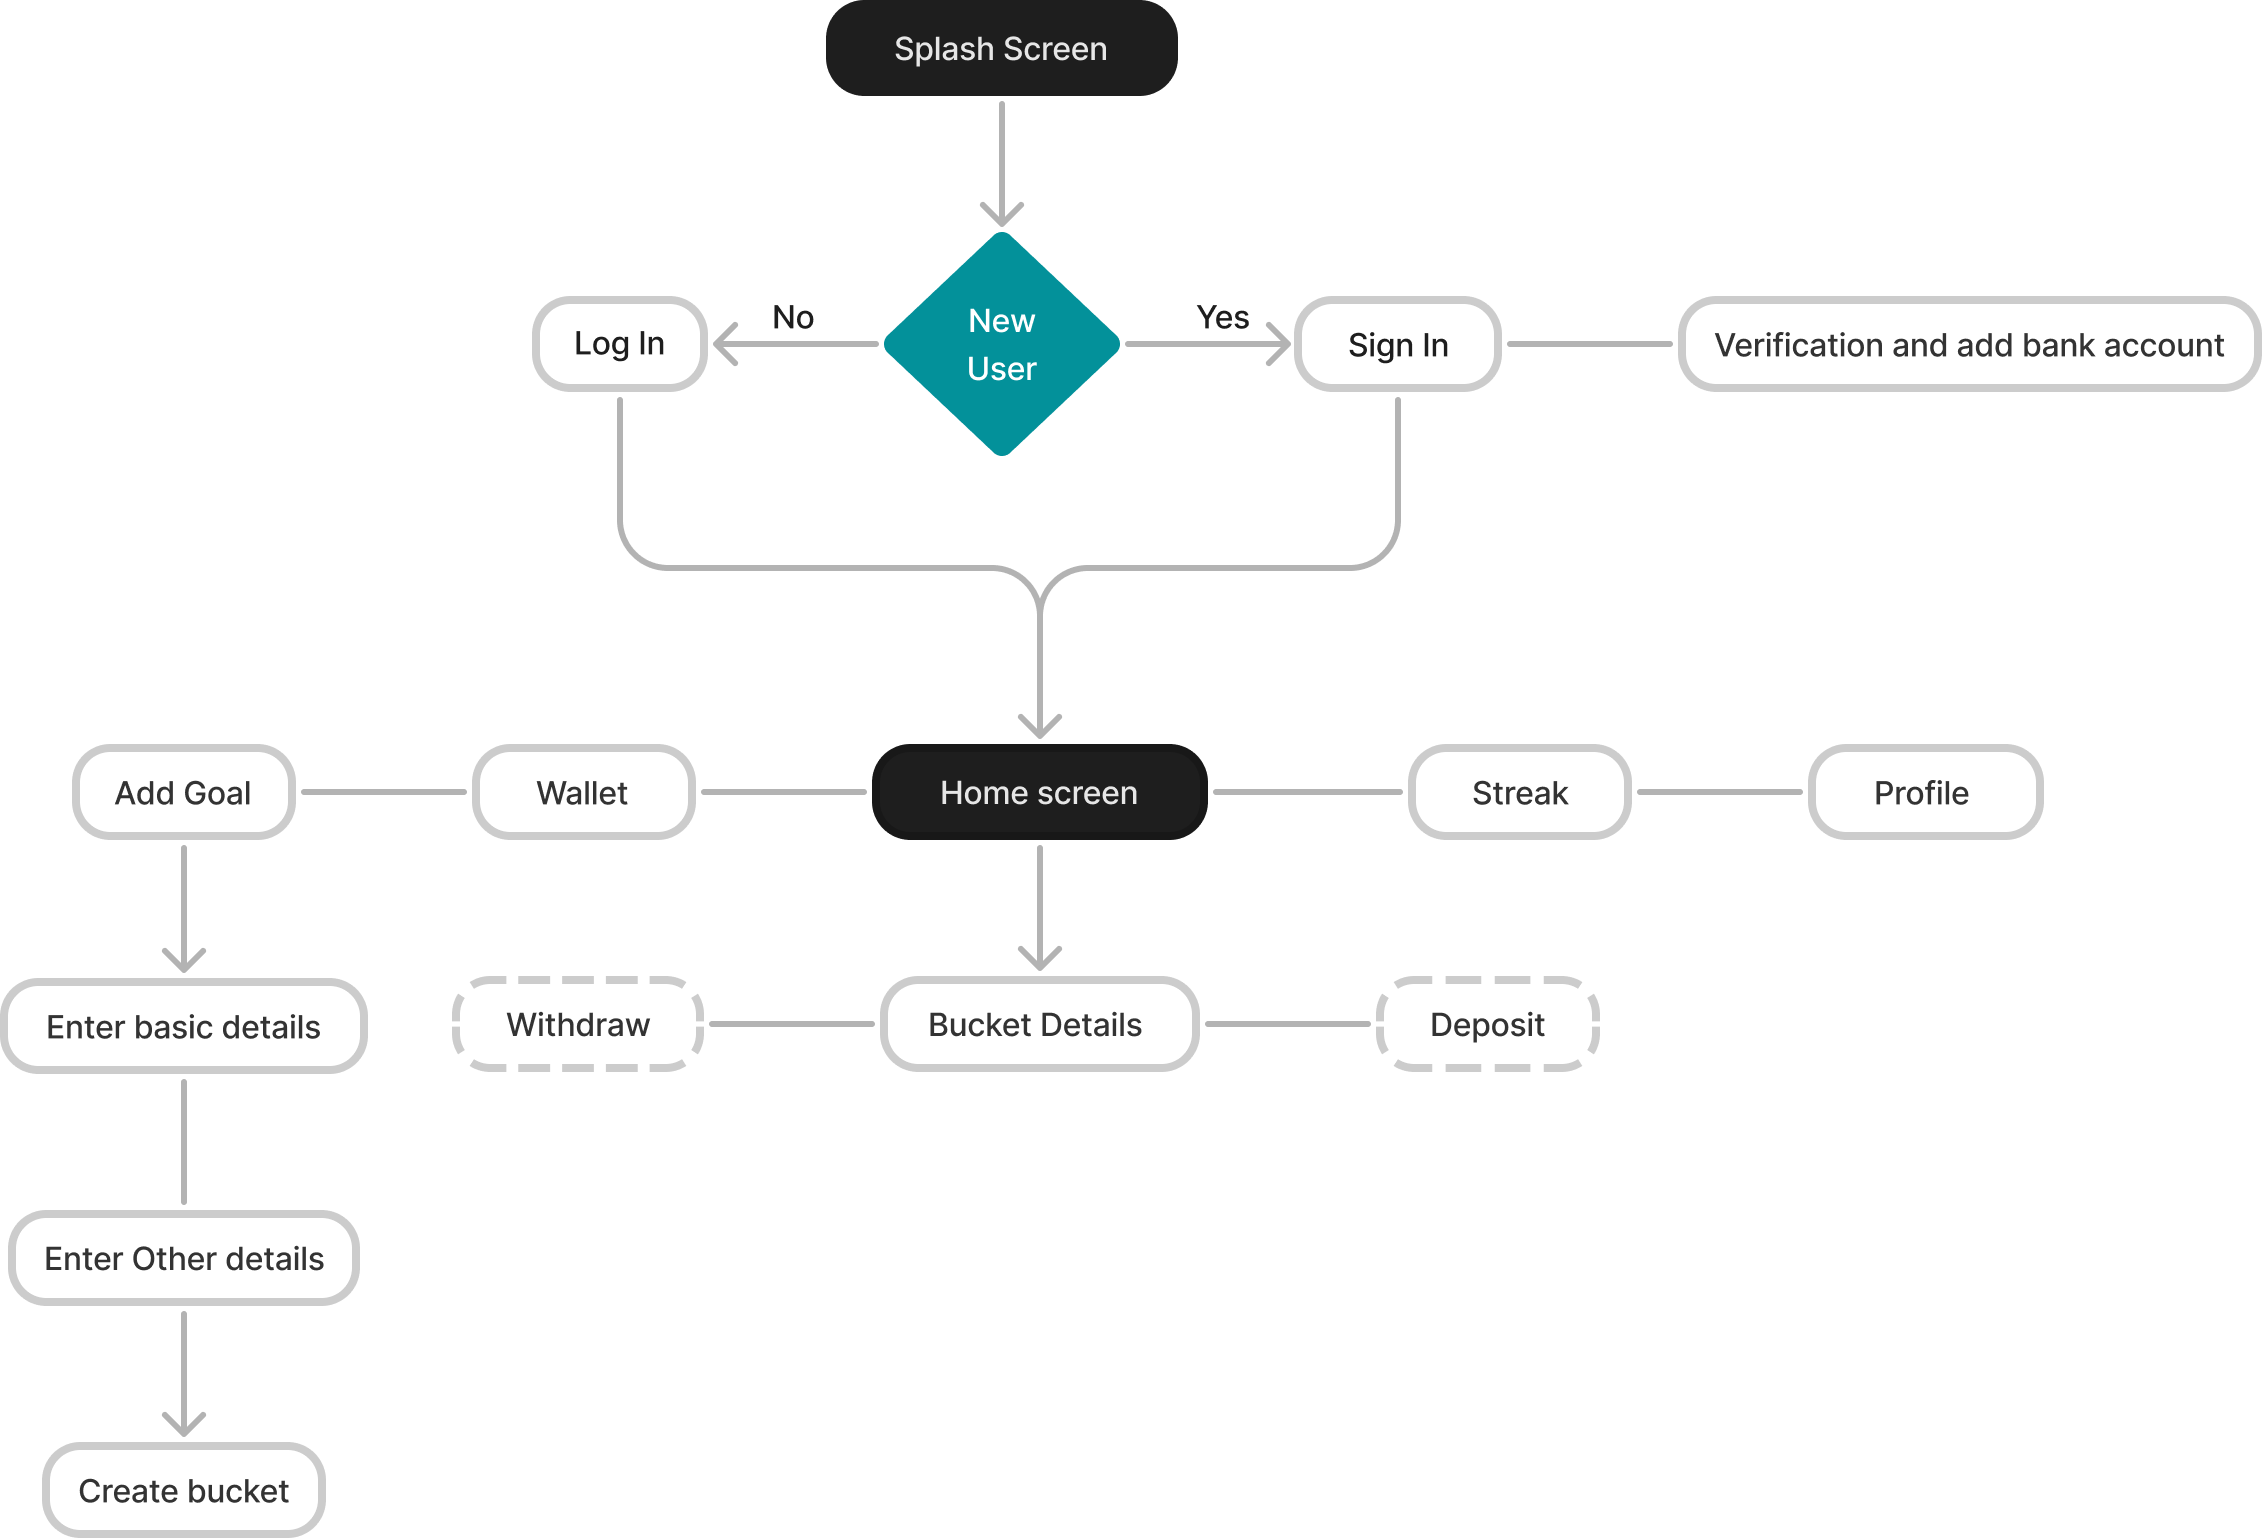 Splash Screen
New
User
No
Yes
Log In
Sign In
Verification and add bank account
Add Goal
Wallet
Home screen
Streak
Profile
Enter basic details
Withdraw
Bucket Details
Deposit
Enter Other details
Create bucket